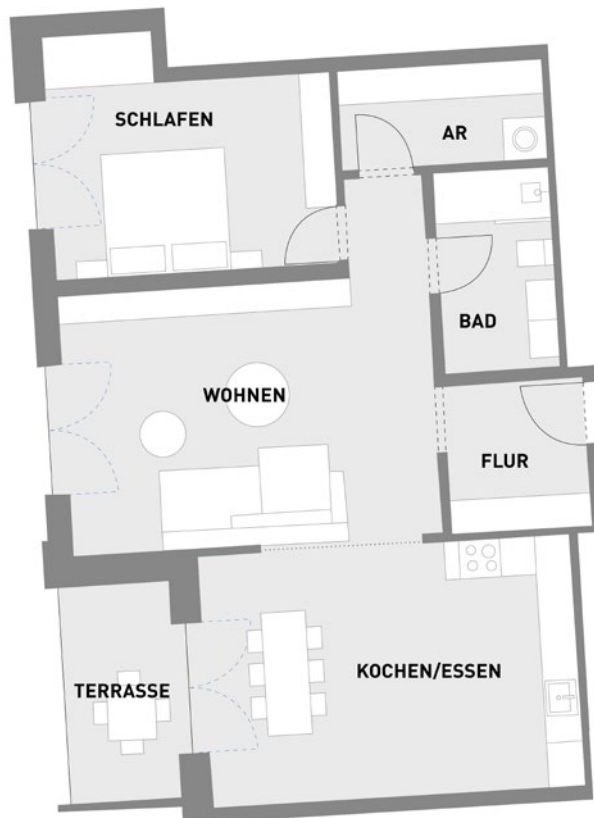 SCHLAFEN
AR
BAD
WOHNEN
FLUR
KOCHEN/ESSEN
TERRASSE